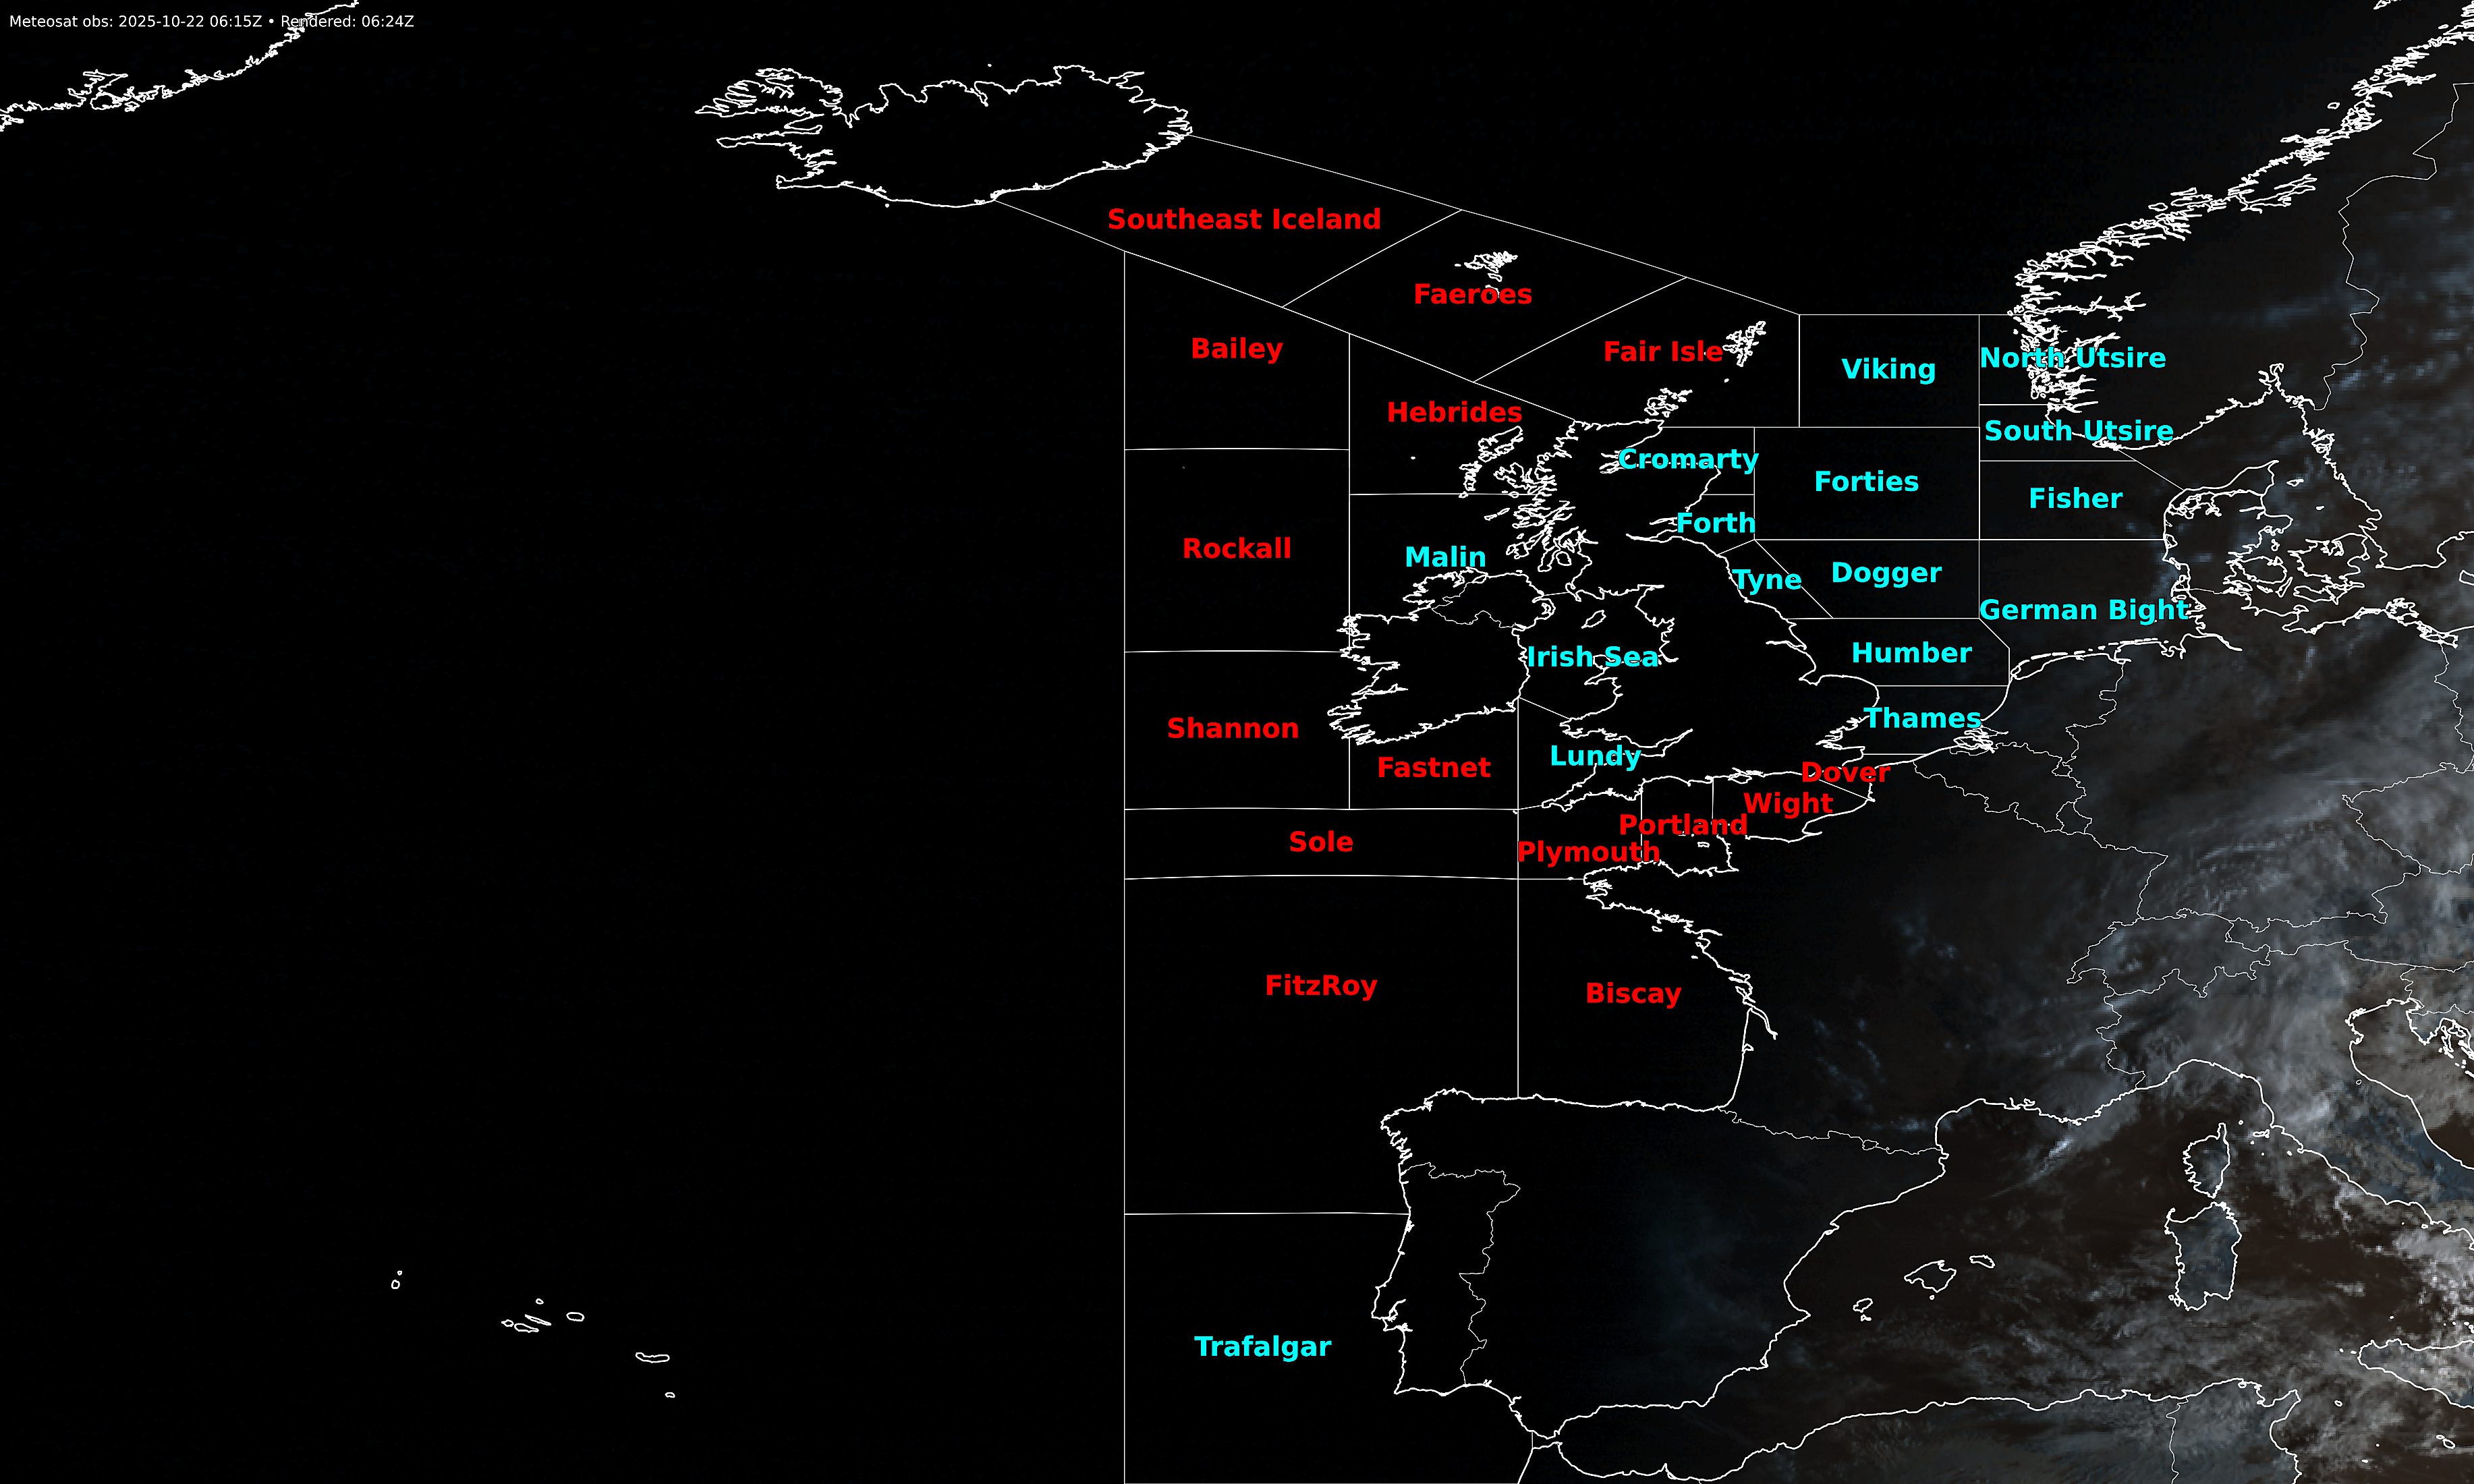 Meteosat obs: 2025-10-22 06:15Z • Rendered: 06:24Z
Southeast Iceland
Faeroes
Bailey
Fair Isle
North Utsire
Viking
Hebrides
South Utsire
Cromarty
Forties
Fisher
Forth
Rockall
Malin
Dogger
Tyne
German Bight
Humber
Irish Sea
Thames
Shannon
Lundy
Fastnet
Dover
Wight
Portland
Sole
Plymouth
FitzRoy
Biscay
Trafalgar